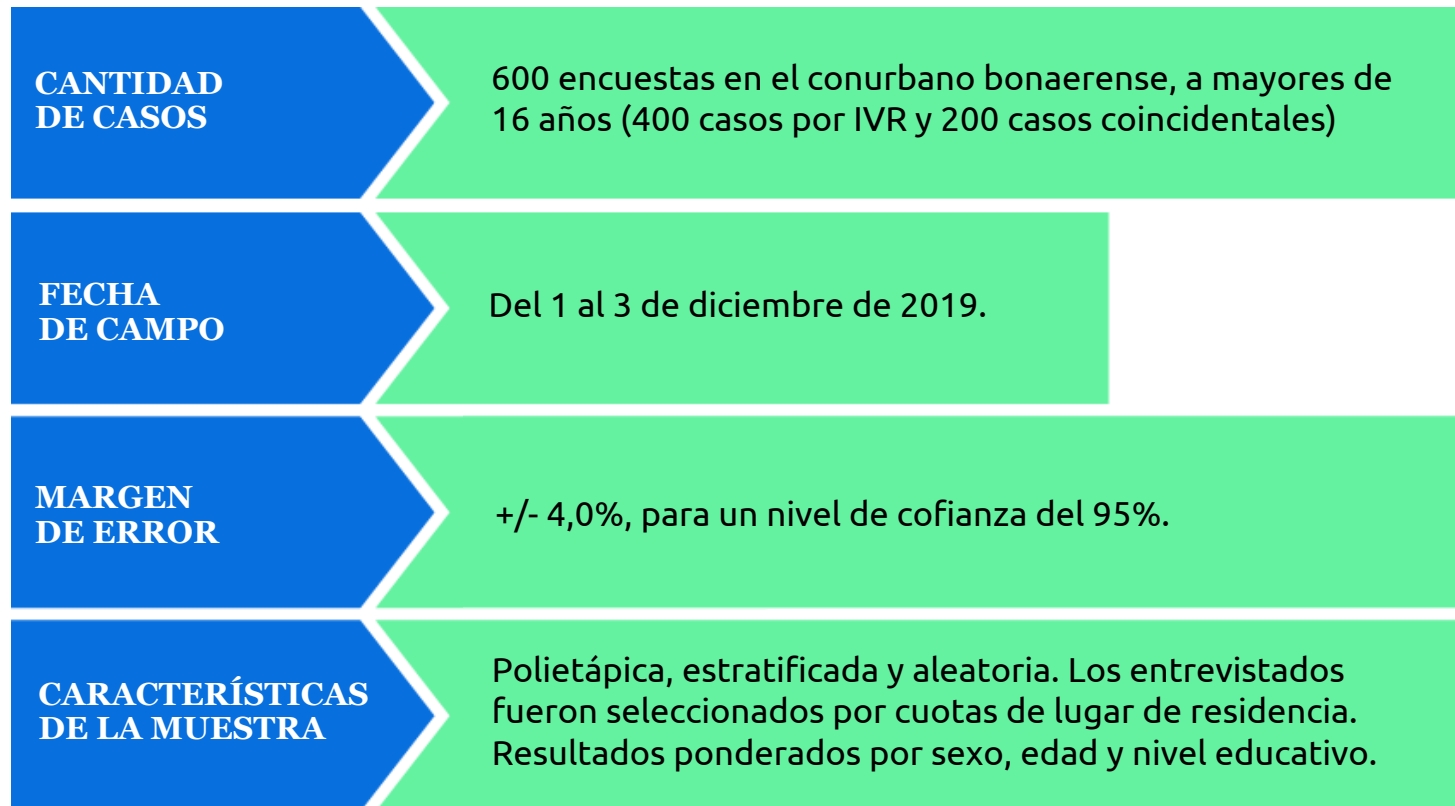 CANTIDAD
DE CASOS
600 encuestas en el conurbano bonaerense, a mayores de
16 años (400 casos por IVR y 200 casos coincidentales)
FECHA
DE CAMPO
Del 1 al 3 de diciembre de 2019.
MARGEN
DE ERROR
+/- 4,0%, para un nivel de cofianza del 95%.
CARACTERÍSTICAS
DE LA MUESTRA
Polietápica, estratificada y aleatoria. Los entrevistados
fueron seleccionados por cuotas de lugar de residencia.
Resultados ponderados por sexo, edad y nivel educativo.